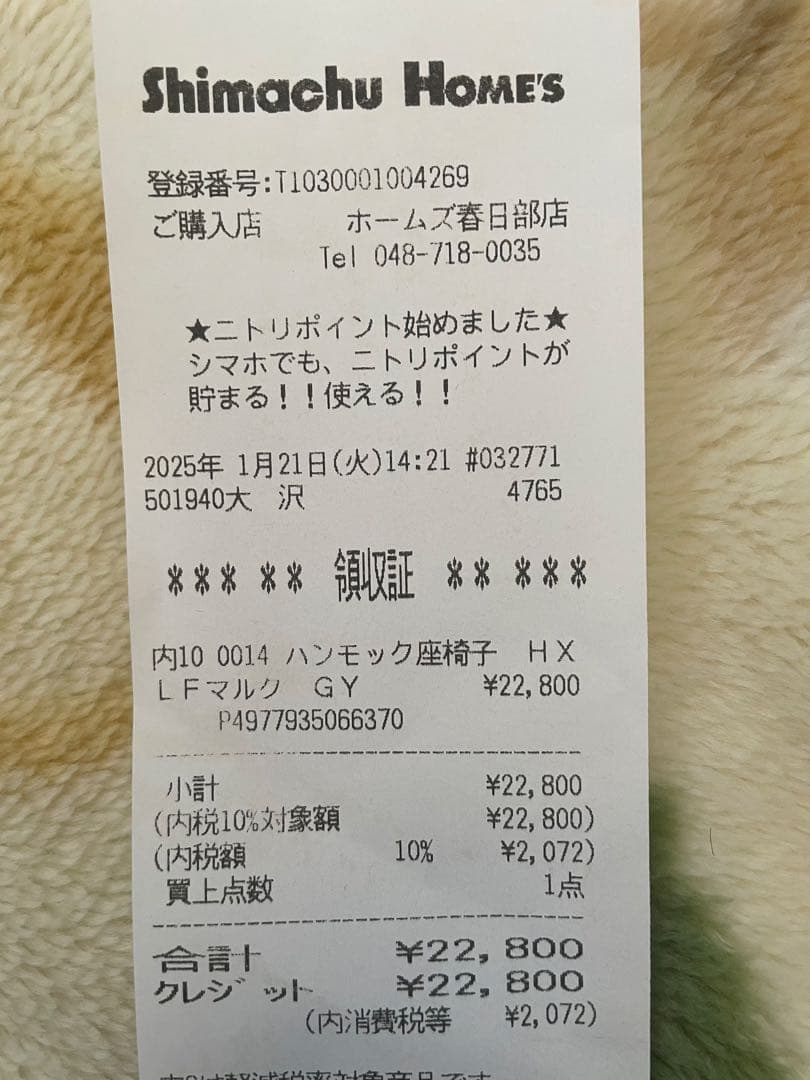 Shimachu HOME'S
登録番号:T1030001004269
ご購入店 ホームズ春日部店
Tel 048-718-0035
★ニトリポイント始めました★
シマホでも、ニトリポイントが
貯まる!!使える!!
2025年 1月21日(火)14:21 #032771
501940大 沢 4765
*** ** 領収証 ** ***
内10 0014 ハンモック座椅子 HX
LFマルク GY ¥22,800
P4977935066370
小計 ¥22,800
(内税10%対象額 ¥22,800)
(内税額 10% ¥2,072)
買上点数 1点
合計 ¥22,800
クレジット ¥22,800
(内消費税等 ¥2,072)